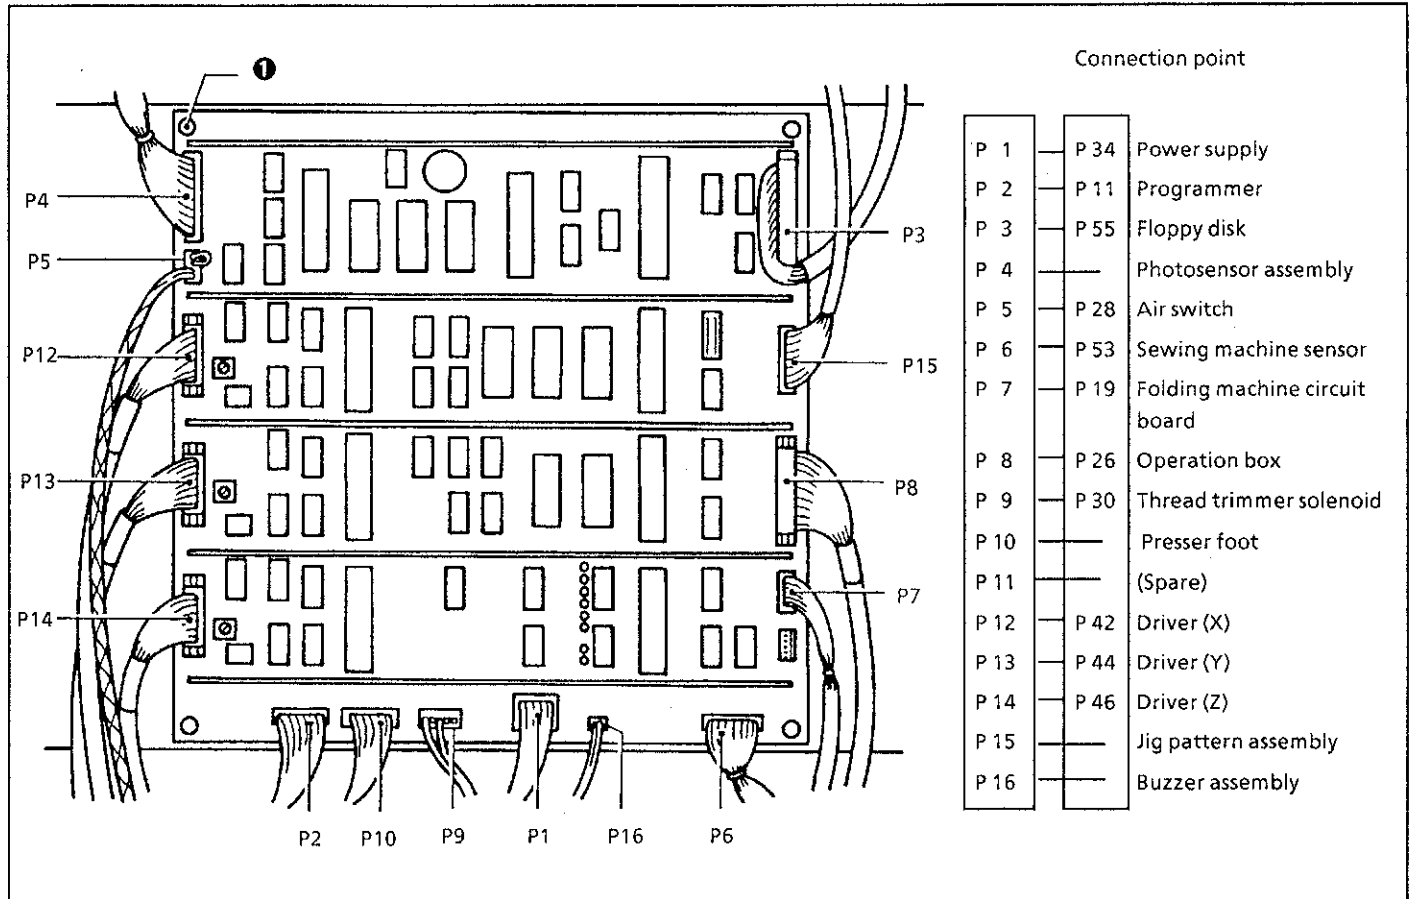 ❶
Connection point
P4
P5
P12
P13
P14
P3
P15
P8
P7
P2 P10 P9 P1 P16 P6
P 1 — P 34 Power supply
P 2 — P 11 Programmer
P 3 — P 55 Floppy disk
P 4 — Photosensor assembly
P 5 — P 28 Air switch
P 6 — P 53 Sewing machine sensor
P 7 — P 19 Folding machine circuit
board
P 8 — P 26 Operation box
P 9 — P 30 Thread trimmer solenoid
P 10 — Presser foot
P 11 — (Spare)
P 12 — P 42 Driver (X)
P 13 — P 44 Driver (Y)
P 14 — P 46 Driver (Z)
P 15 — Jig pattern assembly
P 16 — Buzzer assembly